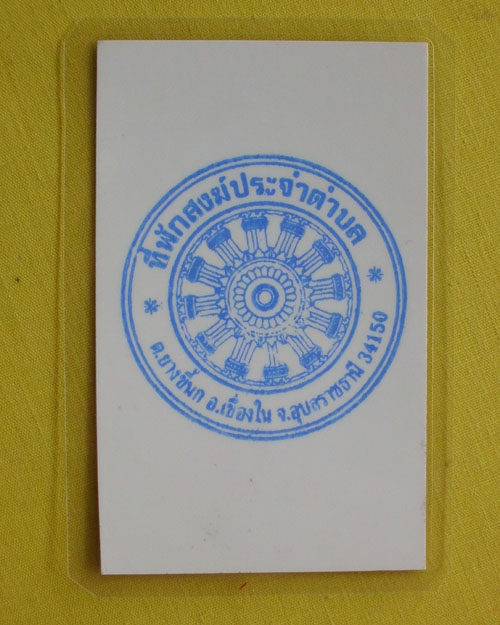 ที่พักสงฆ์ประจำตำบล
ต.ยางขี้นก อ.เขื่องใน จ.อุบลราชธานี 34150